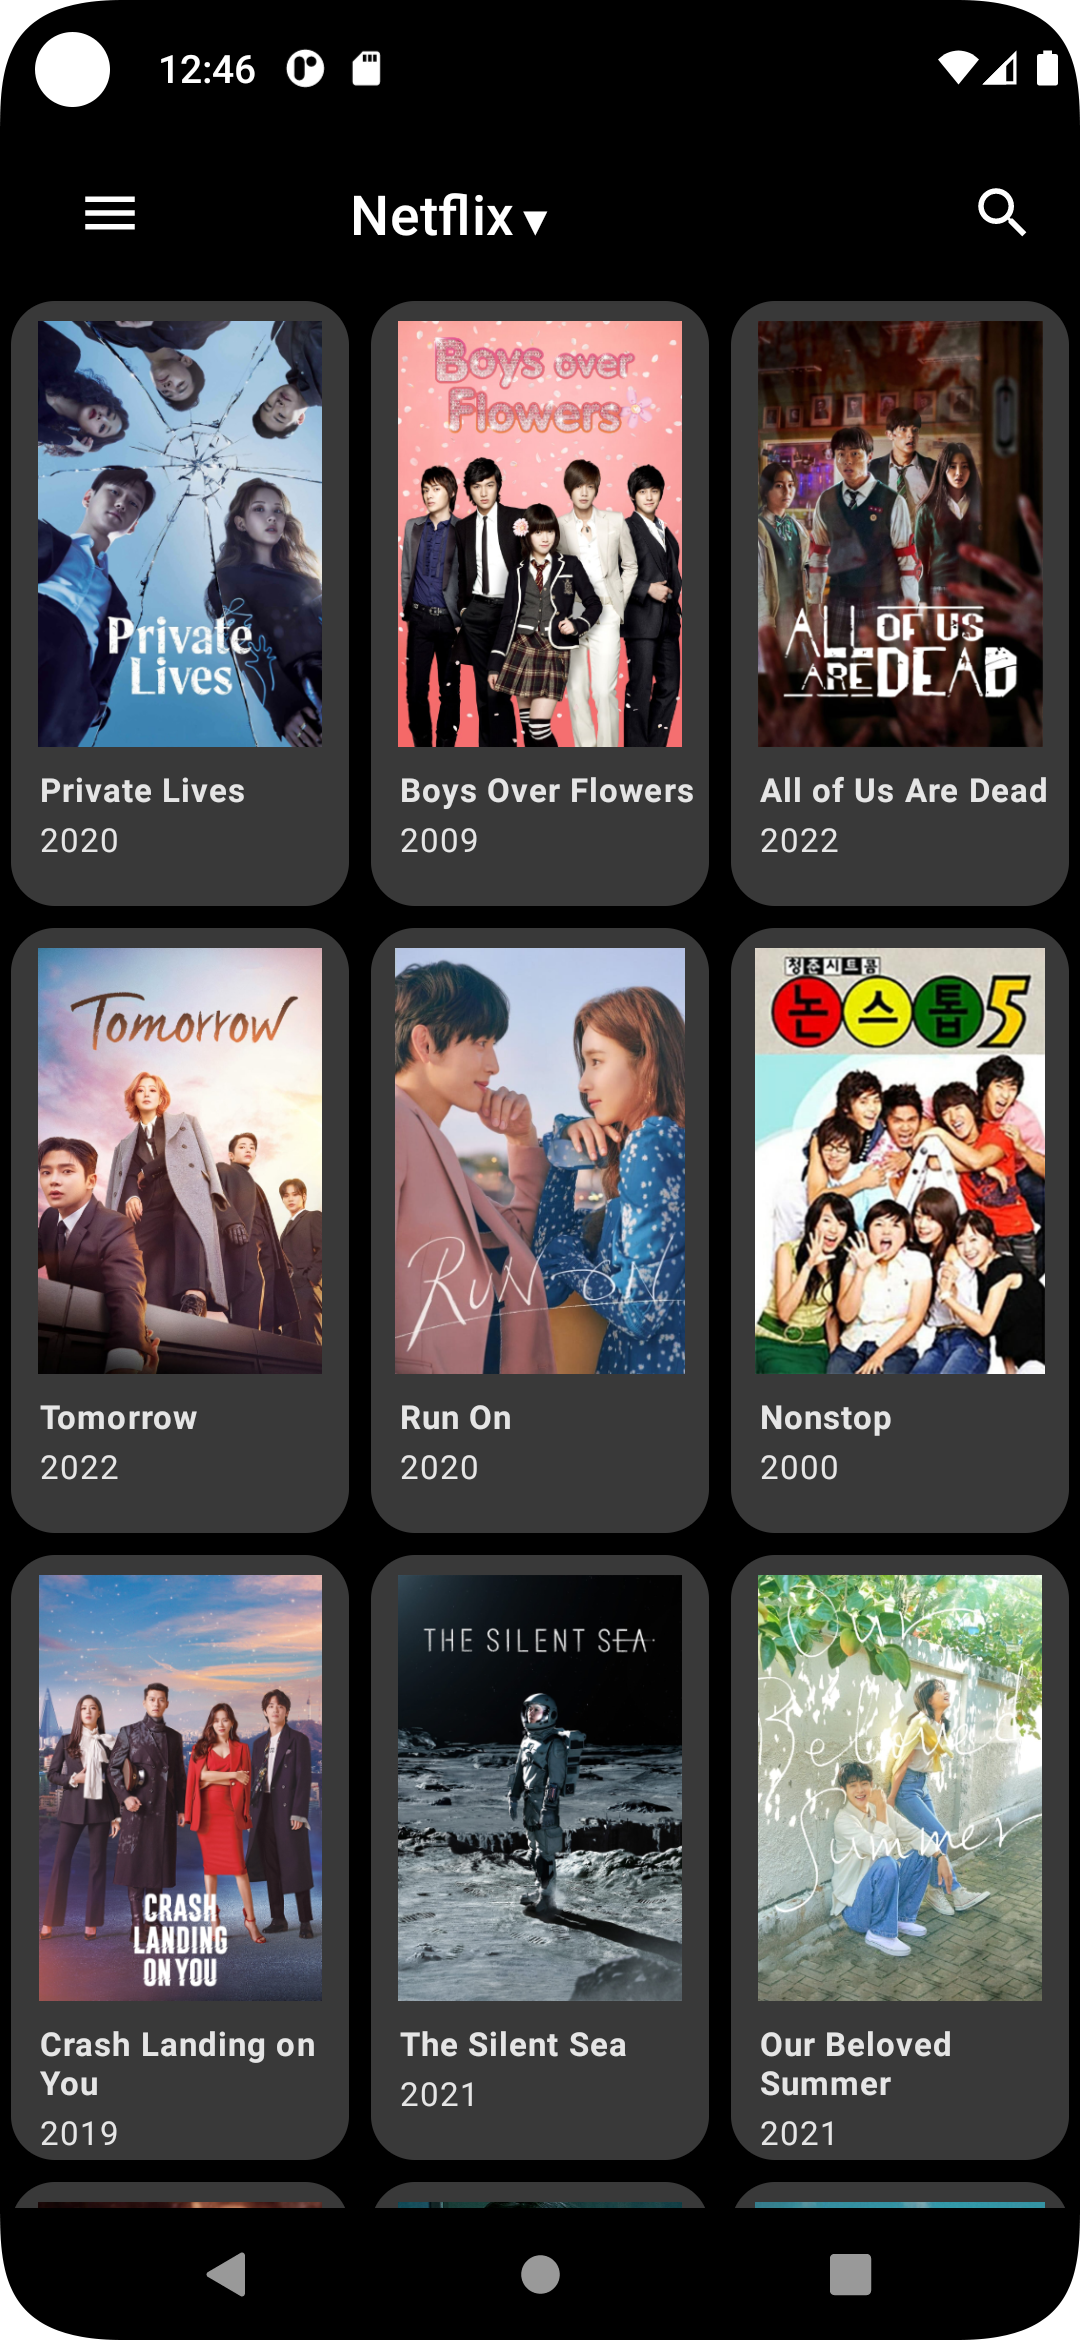 12:46
Netflix ▾
Boys over
Flowers
Private
Lives
ALL OF US
ARE DEAD
Private Lives
2020
Boys Over Flowers
2009
All of Us Are Dead
2022
Tomorrow
RUN ON
청춘시트콤
논스톱5
Tomorrow
2022
Run On
2020
Nonstop
2000
CRASH
LANDING
ON YOU
THE SILENT SEA
Our
Beloved
Summer
Crash Landing on
You
2019
The Silent Sea
2021
Our Beloved
Summer
2021